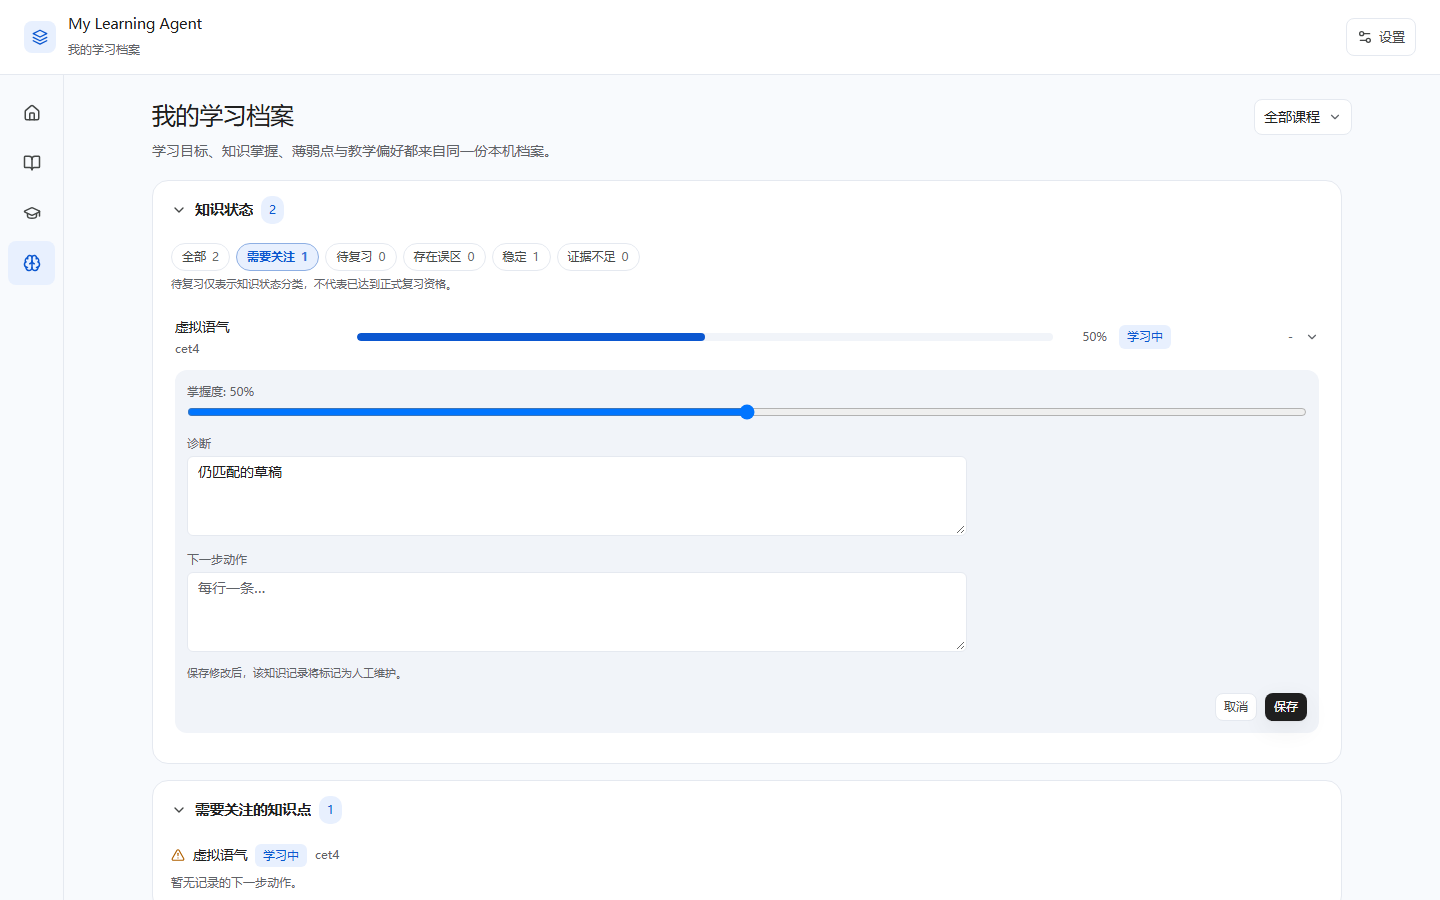 My Learning Agent
我的学习档案
设置
我的学习档案
全部课程
学习目标、知识掌握、薄弱点与教学偏好都来自同一份本机档案。
知识状态 2
全部 2 需要关注 1 待复习 0 存在误区 0 稳定 1 证据不足 0
待复习仅表示知识状态分类，不代表已达到正式复习资格。
虚拟语气
cet4
50% 学习中 -
掌握度: 50%
诊断
仍匹配的草稿
下一步动作
每行一条...
保存修改后，该知识记录将标记为人工维护。
取消 保存
需要关注的知识点 1
虚拟语气 学习中 cet4
暂无记录的下一步动作。